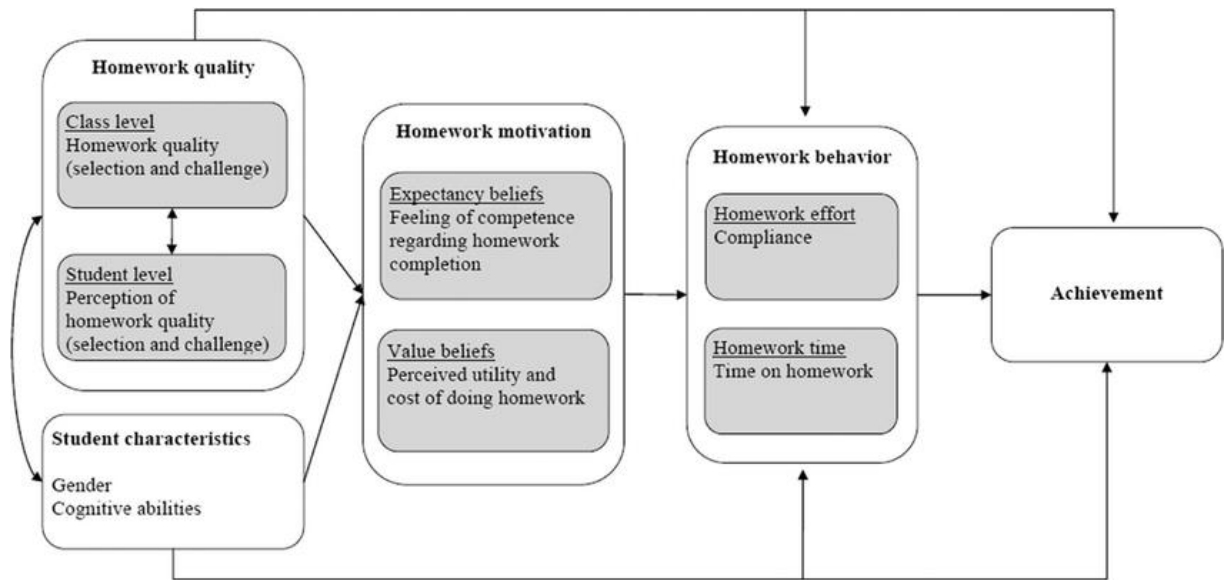 Homework quality
Class level
Homework quality
(selection and challenge)
Student level
Perception of
homework quality
(selection and challenge)
Student characteristics
Gender
Cognitive abilities
Homework motivation
Expectancy beliefs
Feeling of competence
regarding homework
completion
Value beliefs
Perceived utility and
cost of doing homework
Homework behavior
Homework effort
Compliance
Homework time
Time on homework
Achievement